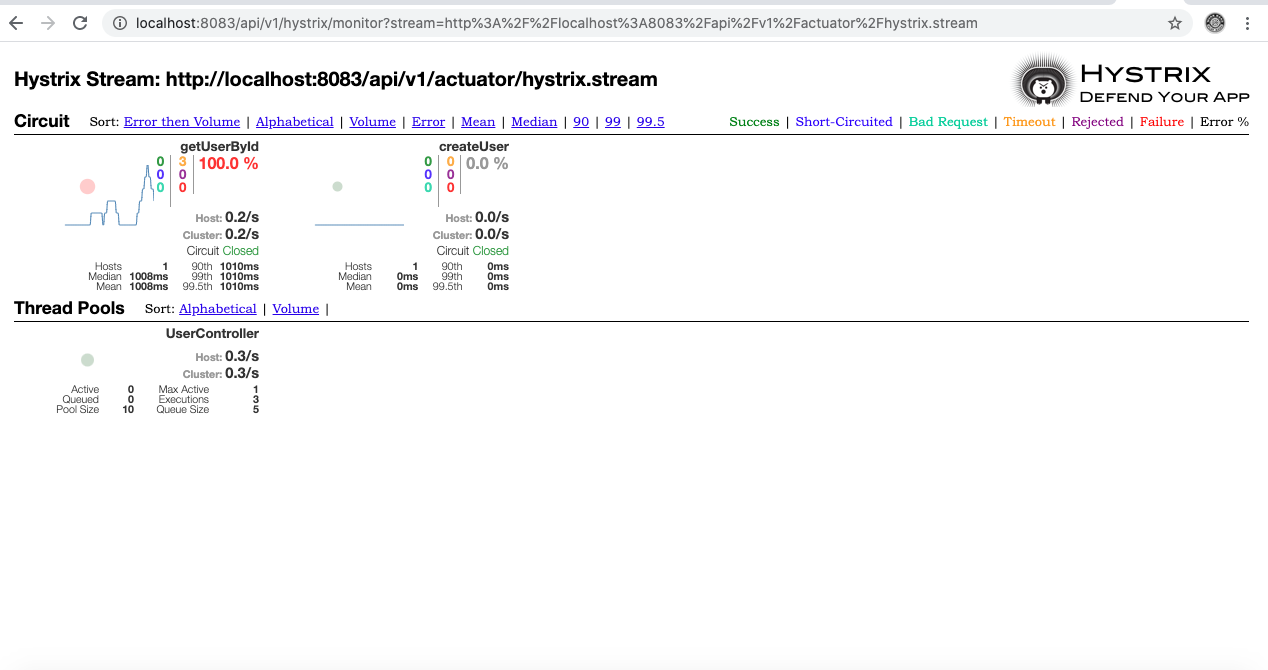 localhost:8083/api/v1/hystrix/monitor?stream=http%3A%2F%2Flocalhost%3A8083%2Fapi%2Fv1%2Factuator%2Fhystrix.stream
Hystrix Stream: http://localhost:8083/api/v1/actuator/hystrix.stream
HYSTRIX
DEFEND YOUR APP
Circuit Sort: Error then Volume | Alphabetical | Volume | Error | Mean | Median | 90 | 99 | 99.5
Success | Short-Circuited | Bad Request | Timeout | Rejected | Failure | Error %
getUserById
0 3 100.0 %
0 0
0 0
Host: 0.2/s
Cluster: 0.2/s
Circuit Closed
Hosts 1 90th 1010ms
Median 1008ms 99th 1010ms
Mean 1008ms 99.5th 1010ms
createUser
0 0 0.0 %
0 0
0 0
Host: 0.0/s
Cluster: 0.0/s
Circuit Closed
Hosts 1 90th 0ms
Median 0ms 99th 0ms
Mean 0ms 99.5th 0ms
Thread Pools Sort: Alphabetical | Volume |
UserController
Host: 0.3/s
Cluster: 0.3/s
Active 0 Max Active 1
Queued 0 Executions 3
Pool Size 10 Queue Size 5